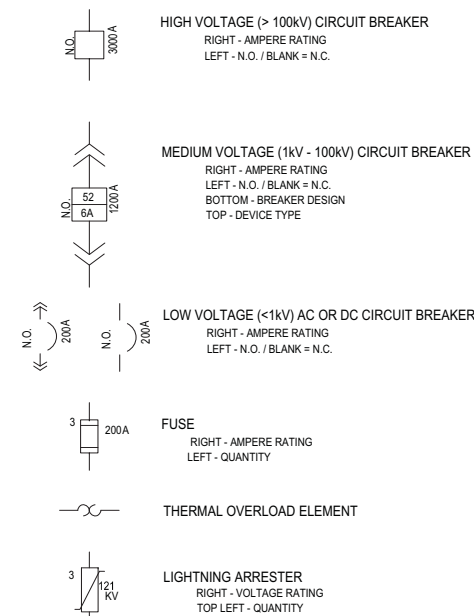 N.O.
3000 A
HIGH VOLTAGE (> 100kV) CIRCUIT BREAKER
RIGHT - AMPERE RATING
LEFT - N.O. / BLANK = N.C.
N.O.
52
6A
1200 A
MEDIUM VOLTAGE (1kV - 100kV) CIRCUIT BREAKER
RIGHT - AMPERE RATING
LEFT - N.O. / BLANK = N.C.
BOTTOM - BREAKER DESIGN
TOP - DEVICE TYPE
N.O.
200A
N.O.
200A
LOW VOLTAGE (<1kV) AC OR DC CIRCUIT BREAKER
RIGHT - AMPERE RATING
LEFT - N.O. / BLANK = N.C.
3
200A
FUSE
RIGHT - AMPERE RATING
LEFT - QUANTITY
THERMAL OVERLOAD ELEMENT
3
121
KV
LIGHTNING ARRESTER
RIGHT - VOLTAGE RATING
TOP LEFT - QUANTITY